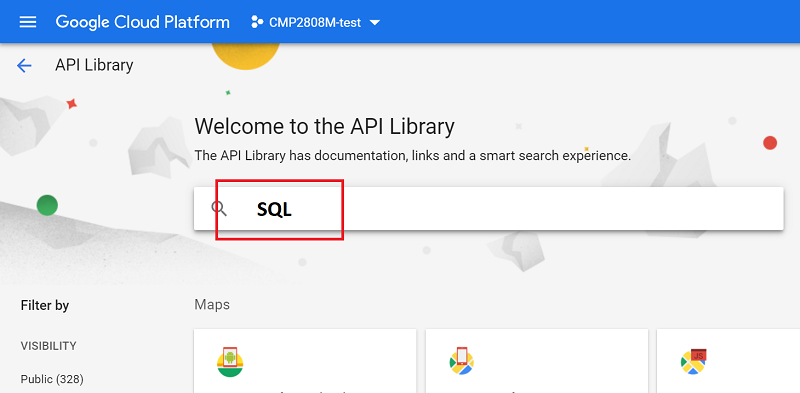 Google Cloud Platform
CMP2808M-test
API Library
Welcome to the API Library
The API Library has documentation, links and a smart search experience.
SQL
Filter by
Maps
VISIBILITY
Public (328)
JS